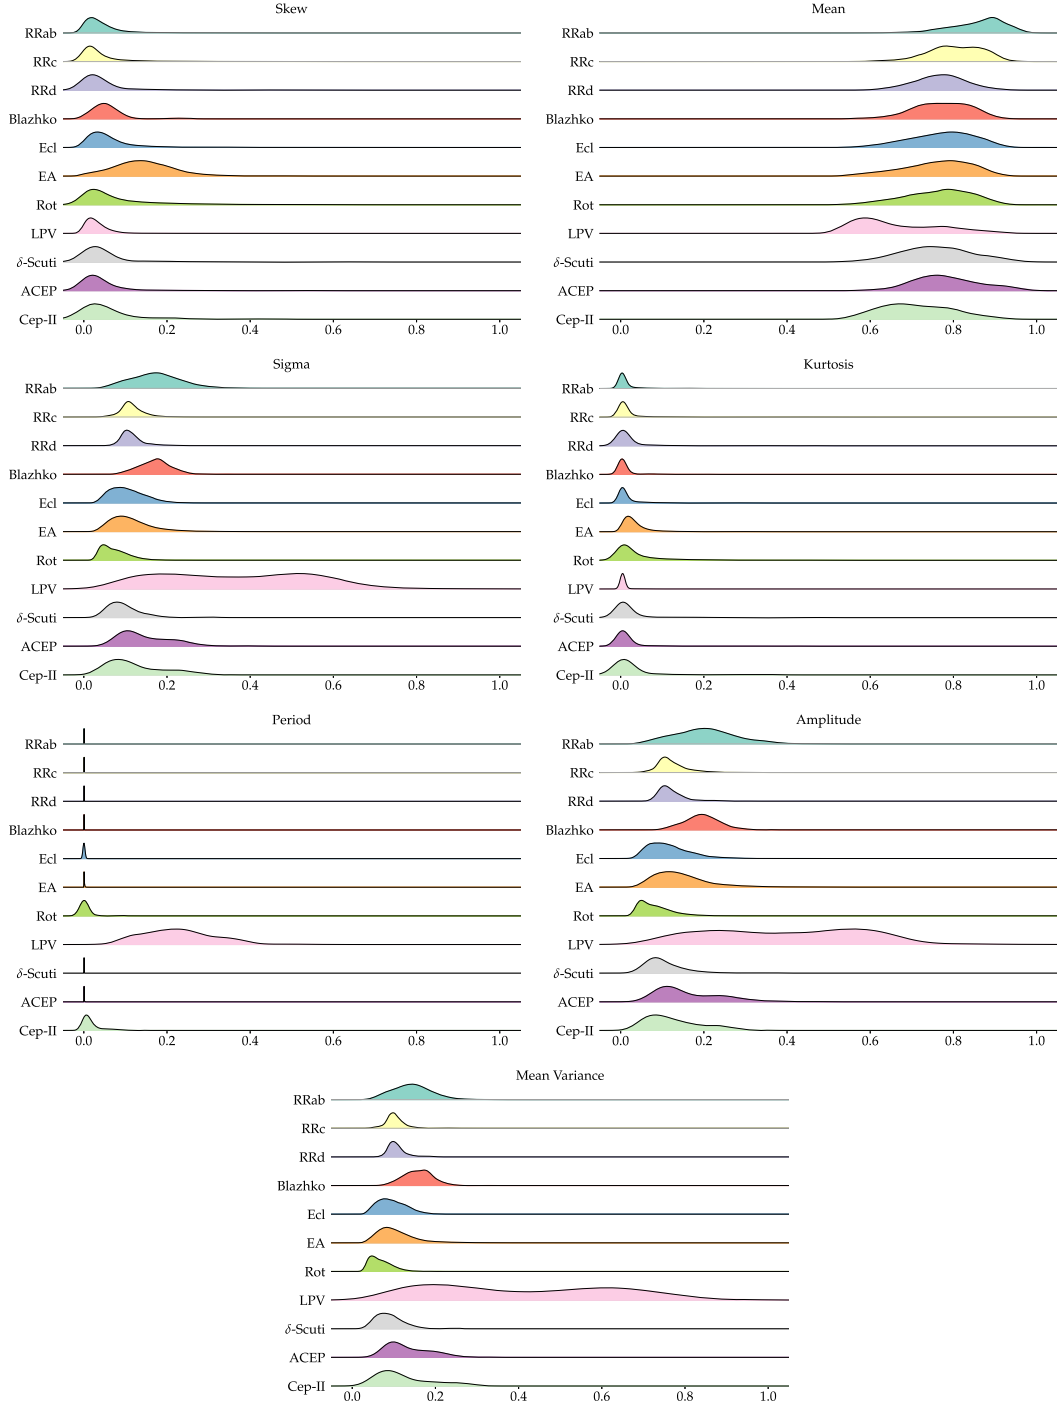 Skew
RRab
RRc
RRd
Blazhko
Ecl
EA
Rot
LPV
δ-Scuti
ACEP
Cep-II
0.0 0.2 0.4 0.6 0.8 1.0
Mean
RRab
RRc
RRd
Blazhko
Ecl
EA
Rot
LPV
δ-Scuti
ACEP
Cep-II
0.0 0.2 0.4 0.6 0.8 1.0
Sigma
RRab
RRc
RRd
Blazhko
Ecl
EA
Rot
LPV
δ-Scuti
ACEP
Cep-II
0.0 0.2 0.4 0.6 0.8 1.0
Kurtosis
RRab
RRc
RRd
Blazhko
Ecl
EA
Rot
LPV
δ-Scuti
ACEP
Cep-II
0.0 0.2 0.4 0.6 0.8 1.0
Period
RRab
RRc
RRd
Blazhko
Ecl
EA
Rot
LPV
δ-Scuti
ACEP
Cep-II
0.0 0.2 0.4 0.6 0.8 1.0
Amplitude
RRab
RRc
RRd
Blazhko
Ecl
EA
Rot
LPV
δ-Scuti
ACEP
Cep-II
0.0 0.2 0.4 0.6 0.8 1.0
Mean Variance
RRab
RRc
RRd
Blazhko
Ecl
EA
Rot
LPV
δ-Scuti
ACEP
Cep-II
0.0 0.2 0.4 0.6 0.8 1.0